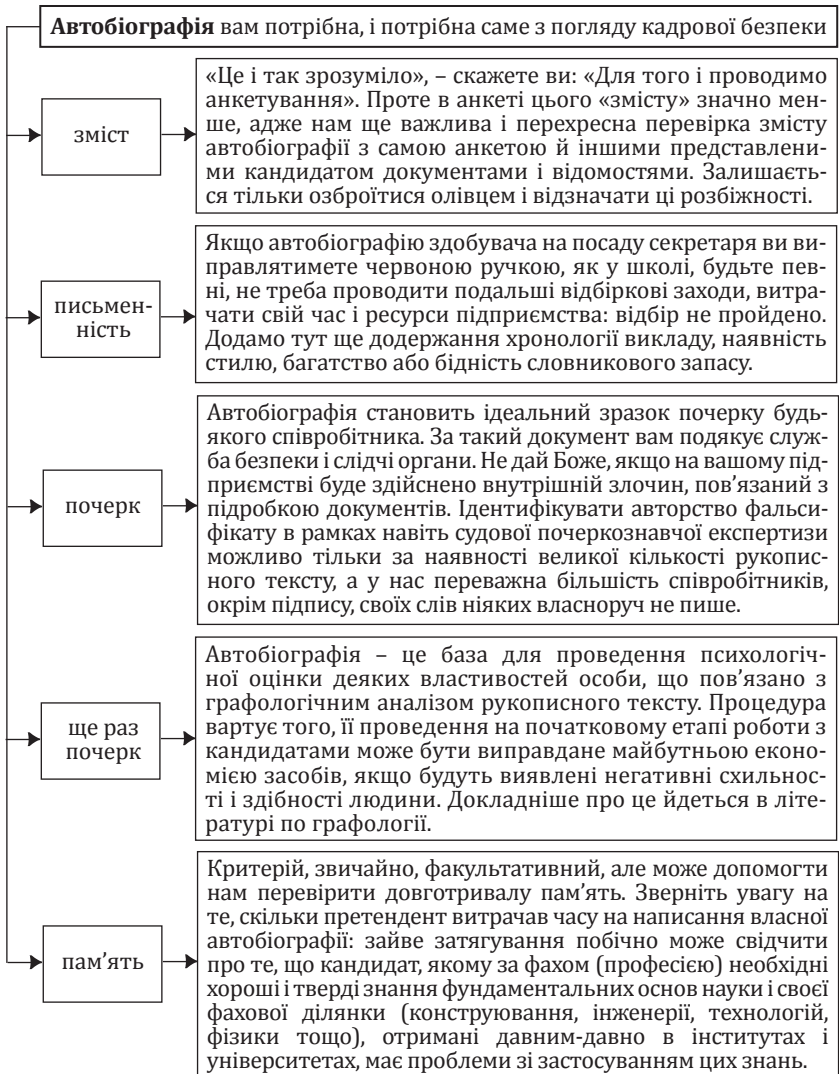 Автобіографія вам потрібна, і потрібна саме з погляду кадрової безпеки
зміст
«Це і так зрозуміло», – скажете ви: «Для того і проводимо
анкетування». Проте в анкеті цього «змісту» значно мен-
ше, адже нам ще важлива і перехресна перевірка змісту
автобіографії з самою анкетою й іншими представлени-
ми кандидатом документами і відомостями. Залишаєть-
ся тільки озброїтися олівцем і відзначати ці розбіжності.
письмен-
ність
Якщо автобіографію здобувача на посаду секретаря ви ви-
правлятимете червоною ручкою, як у школі, будьте пев-
ні, не треба проводити подальші відбіркові заходи, витра-
чати свій час і ресурси підприємства: відбір не пройдено.
Додамо тут ще додержання хронології викладу, наявність
стилю, багатство або бідність словникового запасу.
почерк
Автобіографія становить ідеальний зразок почерку будь-
якого співробітника. За такий документ вам подякує служ-
ба безпеки і слідчі органи. Не дай Боже, якщо на вашому під-
приємстві буде здійснено внутрішній злочин, пов’язаний з
підробкою документів. Ідентифікувати авторство фальси-
фікату в рамках навіть судової почеркознавчої експертизи
можливо тільки за наявності великої кількості рукопис-
ного тексту, а у нас переважна більшість співробітників,
окрім підпису, своїх слів ніяких власноруч не пише.
ще раз
почерк
Автобіографія – це база для проведення психологіч-
ної оцінки деяких властивостей особи, що пов’язано з
графологічним аналізом рукописного тексту. Процедура
вартує того, її проведення на початковому етапі роботи з
кандидатами може бути виправдане майбутньою еконо-
мією засобів, якщо будуть виявлені негативні схильнос-
ті і здібності людини. Докладніше про це йдеться в літе-
ратурі по графології.
пам’ять
Критерій, звичайно, факультативний, але може допомогти
нам перевірити довготривалу пам’ять. Зверніть увагу на
те, скільки претендент витрачав часу на написання власної
автобіографії: зайве затягування побічно може свідчити
про те, що кандидат, якому за фахом (професією) необхідні
хороші і тверді знання фундаментальних основ науки і своєї
фахової ділянки (конструювання, інженерії, технологій,
фізики тощо), отримані давним-давно в інститутах і
університетах, має проблеми зі застосуванням цих знань.